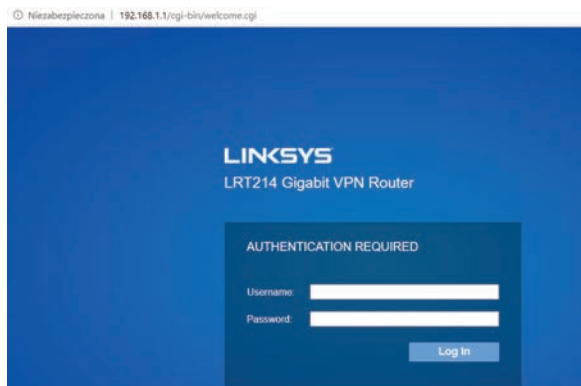 Niezabezpieczona | 192.168.1.1/cgi-bin/welcome.cgi
LINKSYS
LRT214 Gigabit VPN Router
AUTHENTICATION REQUIRED
Username:
Password:
Log In